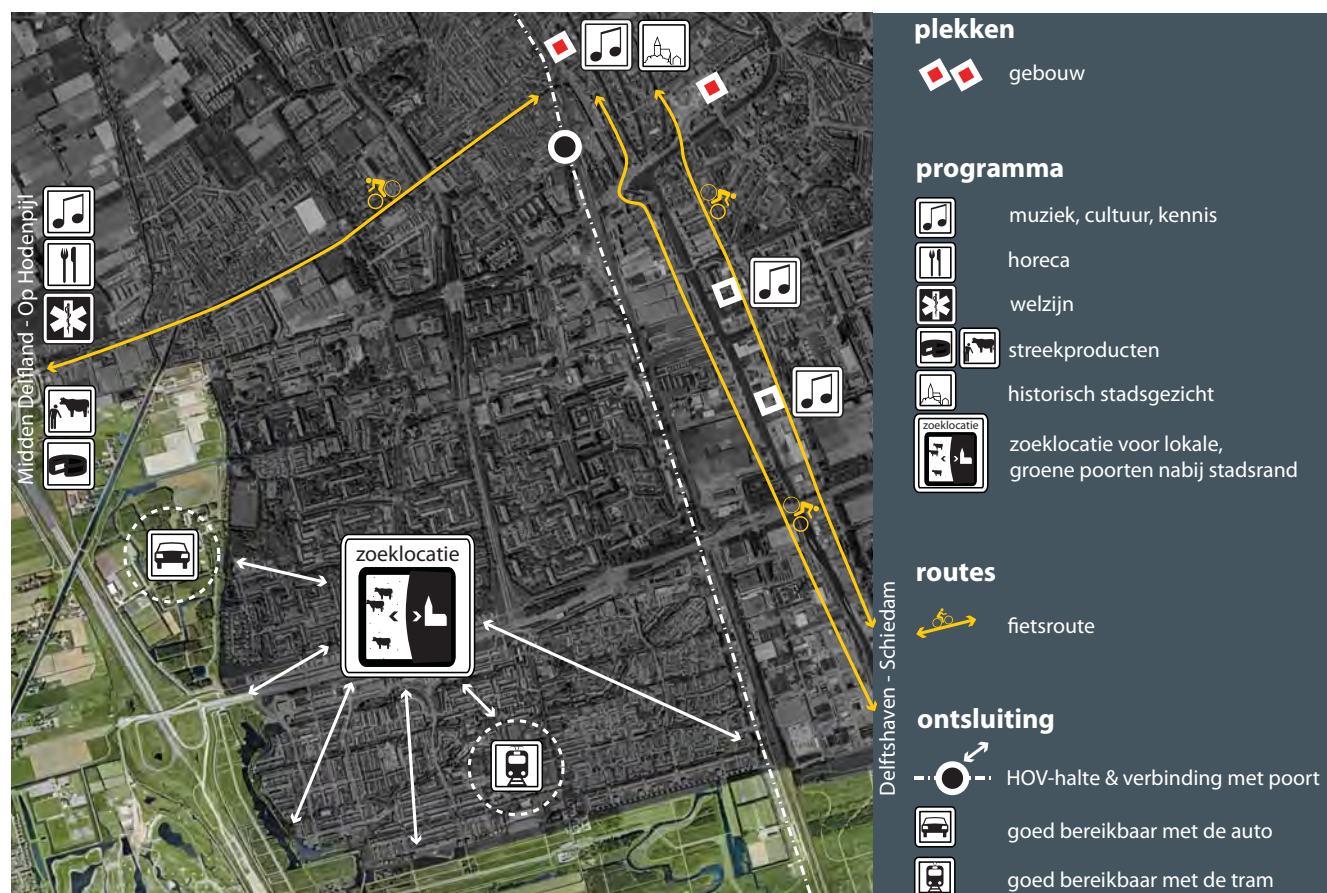 Midden Delfland - Op Hodenpijl
zoeklocatie
Delftshaven - Schiedam
plekken
gebouw
programma
muziek, cultuur, kennis
horeca
welzijn
streekproducten
historisch stadsgezicht
zoeklocatie
zoeklocatie voor lokale,
groene poorten nabij stadsrand
routes
fietsroute
ontsluiting
HOV-halte & verbinding met poort
goed bereikbaar met de auto
goed bereikbaar met de tram